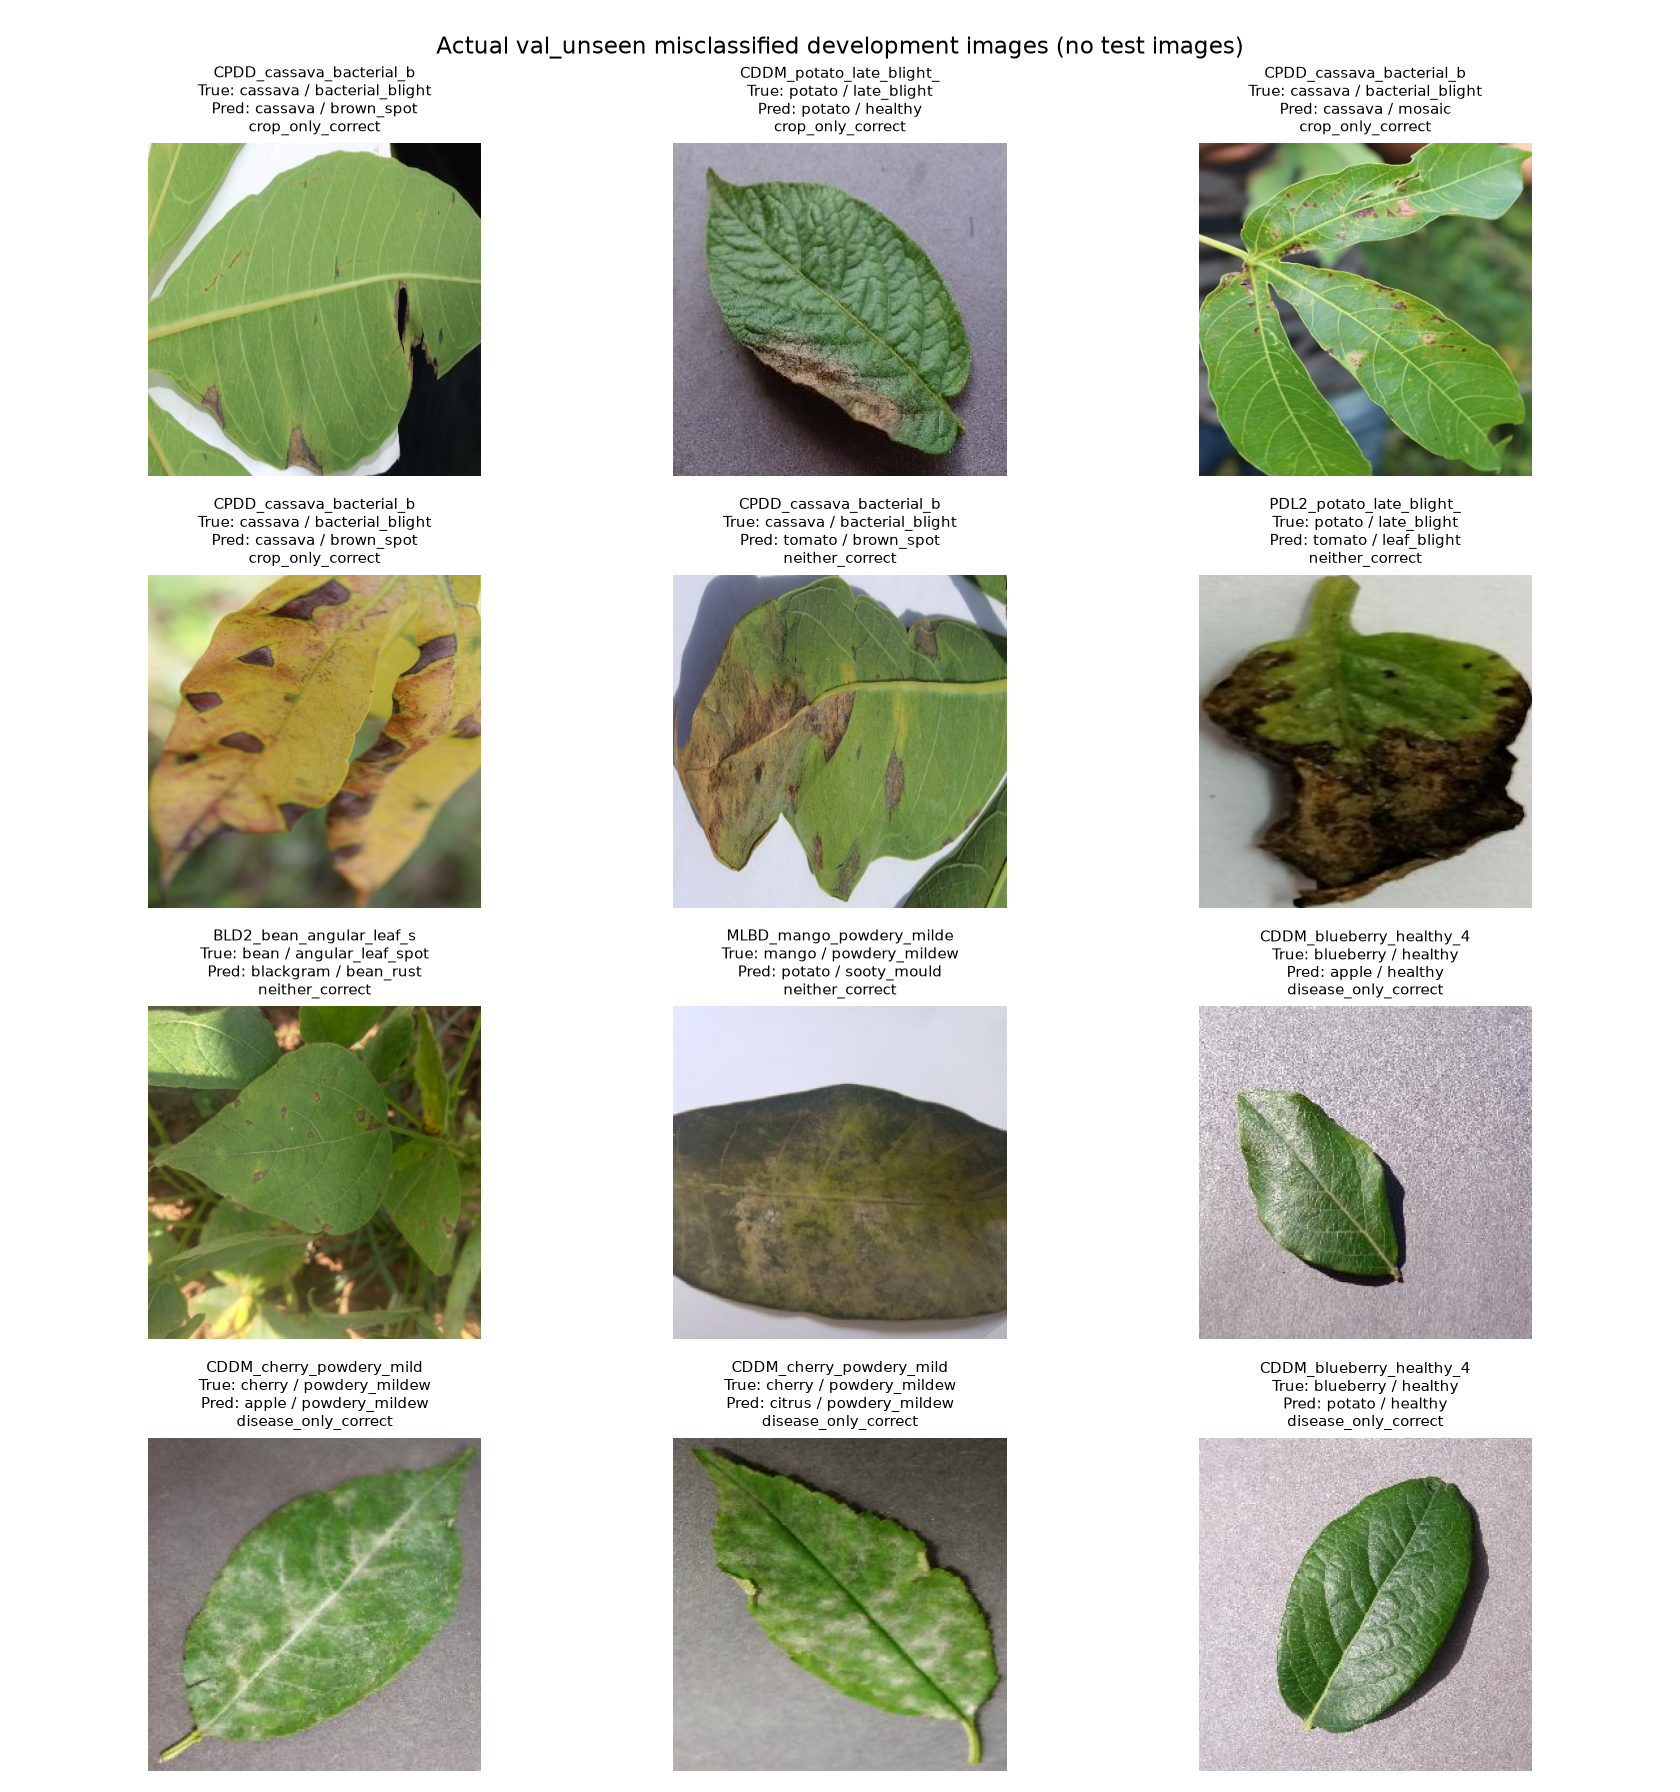 Actual val_unseen misclassified development images (no test images)
CPDD_cassava_bacterial_b
True: cassava / bacterial_blight
Pred: cassava / brown_spot
crop_only_correct
CDDM_potato_late_blight_
True: potato / late_blight
Pred: potato / healthy
crop_only_correct
CPDD_cassava_bacterial_b
True: cassava / bacterial_blight
Pred: cassava / mosaic
crop_only_correct
CPDD_cassava_bacterial_b
True: cassava / bacterial_blight
Pred: cassava / brown_spot
crop_only_correct
CPDD_cassava_bacterial_b
True: cassava / bacterial_blight
Pred: tomato / brown_spot
neither_correct
PDL2_potato_late_blight_
True: potato / late_blight
Pred: tomato / leaf_blight
neither_correct
BLD2_bean_angular_leaf_s
True: bean / angular_leaf_spot
Pred: blackgram / bean_rust
neither_correct
MLBD_mango_powdery_milde
True: mango / powdery_mildew
Pred: potato / sooty_mould
neither_correct
CDDM_blueberry_healthy_4
True: blueberry / healthy
Pred: apple / healthy
disease_only_correct
CDDM_cherry_powdery_mild
True: cherry / powdery_mildew
Pred: apple / powdery_mildew
disease_only_correct
CDDM_cherry_powdery_mild
True: cherry / powdery_mildew
Pred: citrus / powdery_mildew
disease_only_correct
CDDM_blueberry_healthy_4
True: blueberry / healthy
Pred: potato / healthy
disease_only_correct